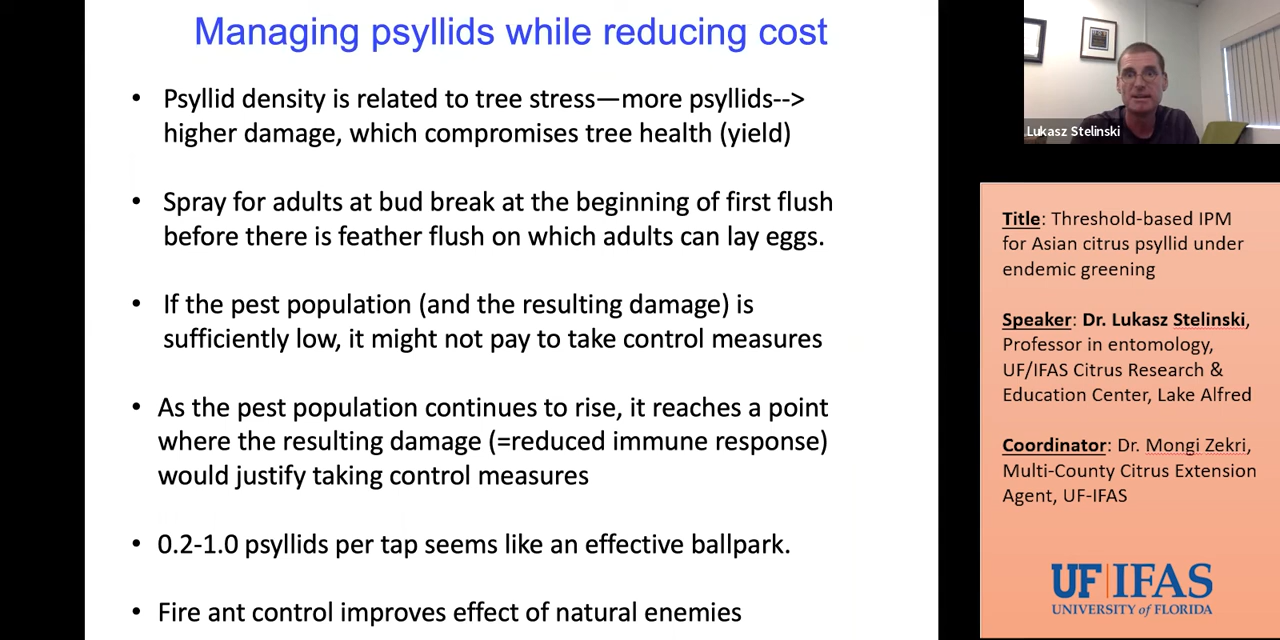 Managing psyllids while reducing cost
• Psyllid density is related to tree stress—more psyllids-->
higher damage, which compromises tree health (yield)
• Spray for adults at bud break at the beginning of first flush
before there is feather flush on which adults can lay eggs.
• If the pest population (and the resulting damage) is
sufficiently low, it might not pay to take control measures
• As the pest population continues to rise, it reaches a point
where the resulting damage (=reduced immune response)
would justify taking control measures
• 0.2-1.0 psyllids per tap seems like an effective ballpark.
• Fire ant control improves effect of natural enemies
Lukasz Stelinski
Title: Threshold-based IPM
for Asian citrus psyllid under
endemic greening
Speaker: Dr. Lukasz Stelinski,
Professor in entomology,
UF/IFAS Citrus Research &
Education Center, Lake Alfred
Coordinator: Dr. Mongi Zekri,
Multi-County Citrus Extension
Agent, UF-IFAS
UF|IFAS
UNIVERSITY of FLORIDA